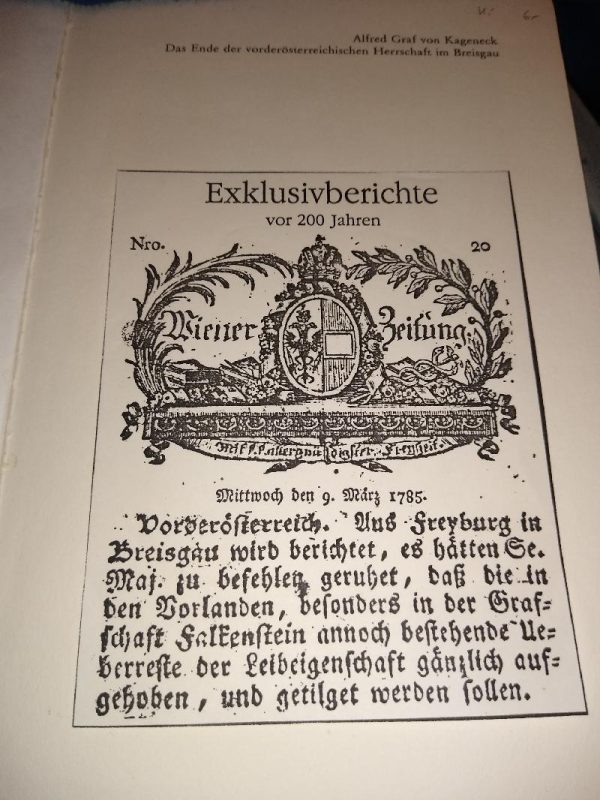 Alfred Graf von Kageneck
Das Ende der vorderösterreichischen Herrschaft im Breisgau
Exklusivberichte
vor 200 Jahren
Nro. 20
Wiener Zeitung
Mittwoch den 9. März 1785.
Vorderösterreich. Aus Freyburg in
Breisgau wird berichtet, es hätten Se.
Maj. zu befehlen geruhet, daß die in
den Vorlanden, besonders in der Graf-
schaft Falkenstein annoch bestehende Ue-
berreste der Leibeigenschaft gänzlich auf-
gehoben, und getilget werden sollen.